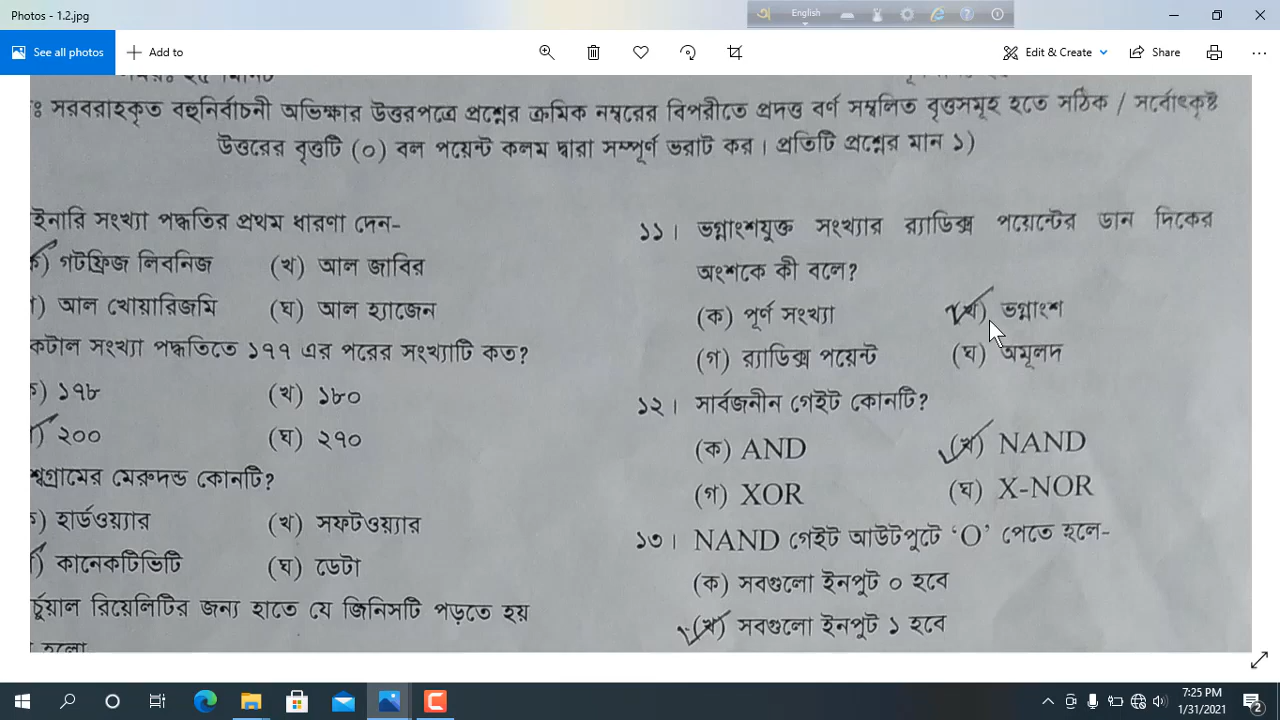 Photos - 1.2.jpg
English
See all photos
Add to
Edit & Create
Share
সরবরাহকৃত বহুনির্বাচনী অভিক্ষার উত্তরপত্রে প্রশ্নের ক্রমিক নম্বরের বিপরীতে প্রদত্ত বর্ণ সম্বলিত বৃত্তসমূহ হতে সঠিক / সর্বোৎকৃষ্ট
উত্তরের বৃত্তটি (০) বল পয়েন্ট কলম দ্বারা সম্পূর্ণ ভরাট কর। প্রতিটি প্রশ্নের মান ১)
ইনারি সংখ্যা পদ্ধতির প্রথম ধারণা দেন-
ক) গটফ্রিজ লিবনিজ (খ) আল জাবির
) আল খোয়ারিজমি (ঘ) আল হ্যাজেন
কটাল সংখ্যা পদ্ধতিতে ১৭৭ এর পরের সংখ্যাটি কত?
) ১৭৮ (খ) ১৮০
) ২০০ (ঘ) ২৭০
শ্বগ্রামের মেরুদন্ড কোনটি?
) হার্ডওয়্যার (খ) সফটওয়্যার
) কানেকটিভিটি (ঘ) ডেটা
র্চুয়াল রিয়েলিটির জন্য হাতে যে জিনিসটি পড়তে হয়
হলো
১১। ভগ্নাংশযুক্ত সংখ্যার র‍্যাডিক্স পয়েন্টের ডান দিকের
অংশকে কী বলে?
(ক) পূর্ণ সংখ্যা (খ) ভগ্নাংশ
(গ) র‍্যাডিক্স পয়েন্ট (ঘ) অমূলদ
১২। সার্বজনীন গেইট কোনটি?
(ক) AND (খ) NAND
(গ) XOR (ঘ) X-NOR
১৩। NAND গেইট আউটপুটে ‘O’ পেতে হলে-
(ক) সবগুলো ইনপুট ০ হবে
(খ) সবগুলো ইনপুট ১ হবে
7:25 PM
1/31/2021
2